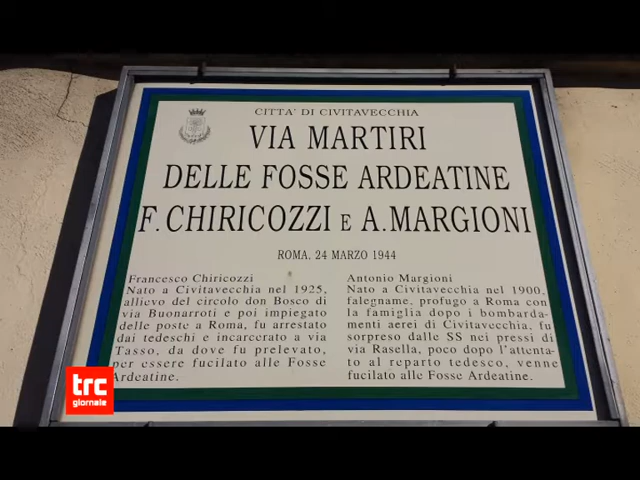 CITTA' DI CIVITAVECCHIA
VIA MARTIRI
DELLE FOSSE ARDEATINE
F. CHIRICOZZI E A. MARGIONI
ROMA, 24 MARZO 1944
Francesco Chiricozzi
Nato a Civitavecchia nel 1925,
allievo del circolo don Bosco di
via Buonarroti e poi impiegato
delle poste a Roma, fu arrestato
dai tedeschi e incarcerato a via
Tasso, da dove fu prelevato,
per essere fucilato alle Fosse
Ardeatine.
Antonio Margioni
Nato a Civitavecchia nel 1900,
falegname, profugo a Roma con
la famiglia dopo i bombarda-
menti aerei di Civitavecchia, fu
sorpreso dalle SS nei pressi di
via Rasella, poco dopo l'attenta-
to al reparto tedesco, venne
fucilato alle Fosse Ardeatine.
trc
giornale